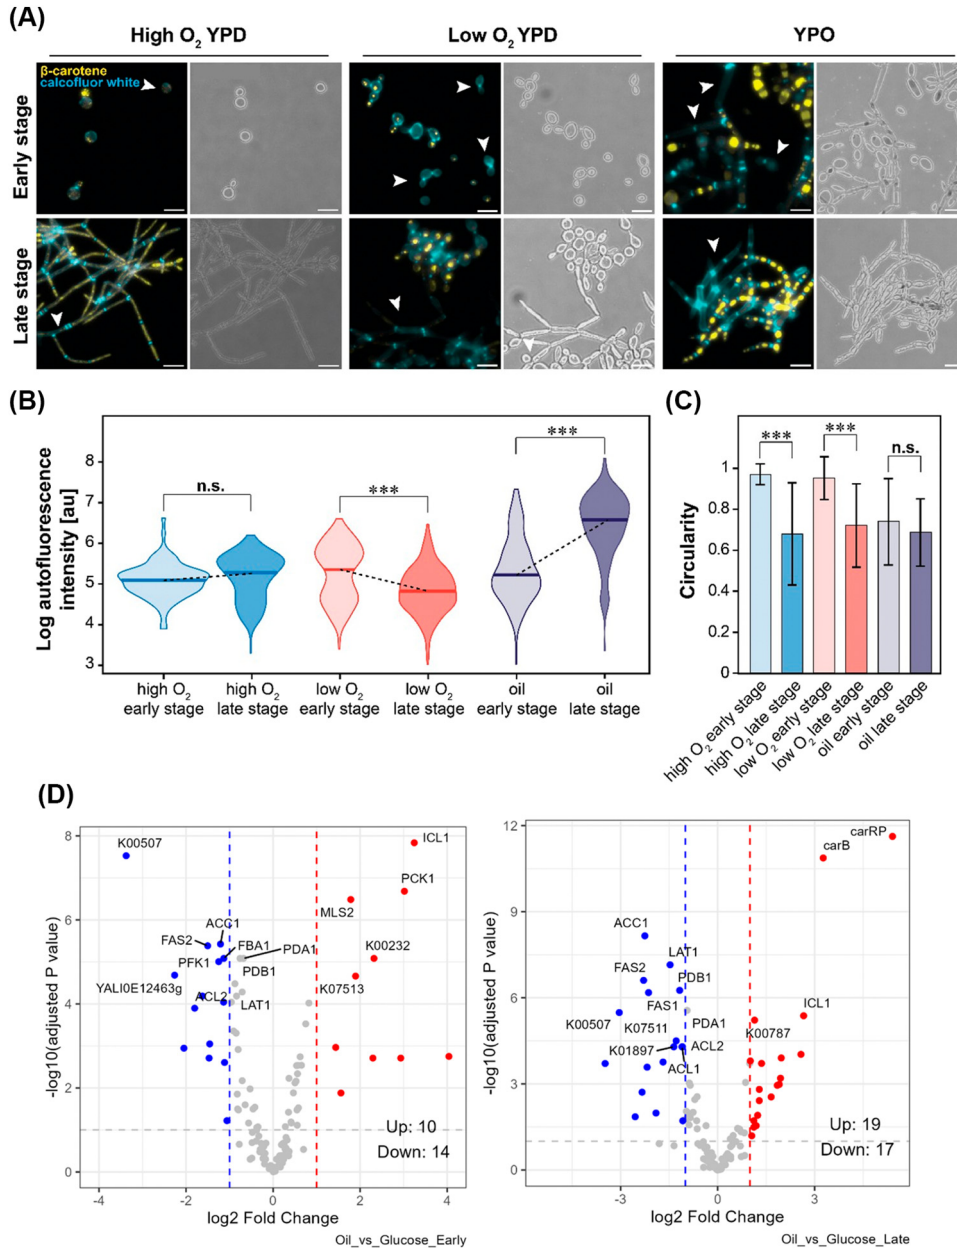 (A)
High O2 YPD
Low O2 YPD
YPO
β-carotene
calcofluor white
Early stage
Late stage
(B)
Log autofluorescence
intensity [au]
8
7
6
5
4
3
n.s.
***
***
high O2
early stage
high O2
late stage
low O2
early stage
low O2
late stage
oil
early stage
oil
late stage
(C)
Circularity
1
0.8
0.6
0.4
0.2
0
***
***
n.s.
high O2 early stage
high O2 late stage
low O2 early stage
low O2 late stage
oil early stage
oil late stage
(D)
-log10(adjusted P value)
8
6
4
2
0
K00507
ICL1
PCK1
MLS2
ACC1
FAS2
FBA1
PDA1
K00232
PFK1
PDB1
K07513
YALI0E12463g
ACL2
LAT1
Up: 10
Down: 14
-4
-2
0
2
4
log2 Fold Change
Oil_vs_Glucose_Early
-log10(adjusted P value)
12
9
6
3
0
carRP
carB
ACC1
LAT1
FAS2
PDB1
FAS1
ICL1
K00507
K07511
PDA1
K00787
K01897
ACL2
ACL1
Up: 19
Down: 17
-3
0
3
log2 Fold Change
Oil_vs_Glucose_Late